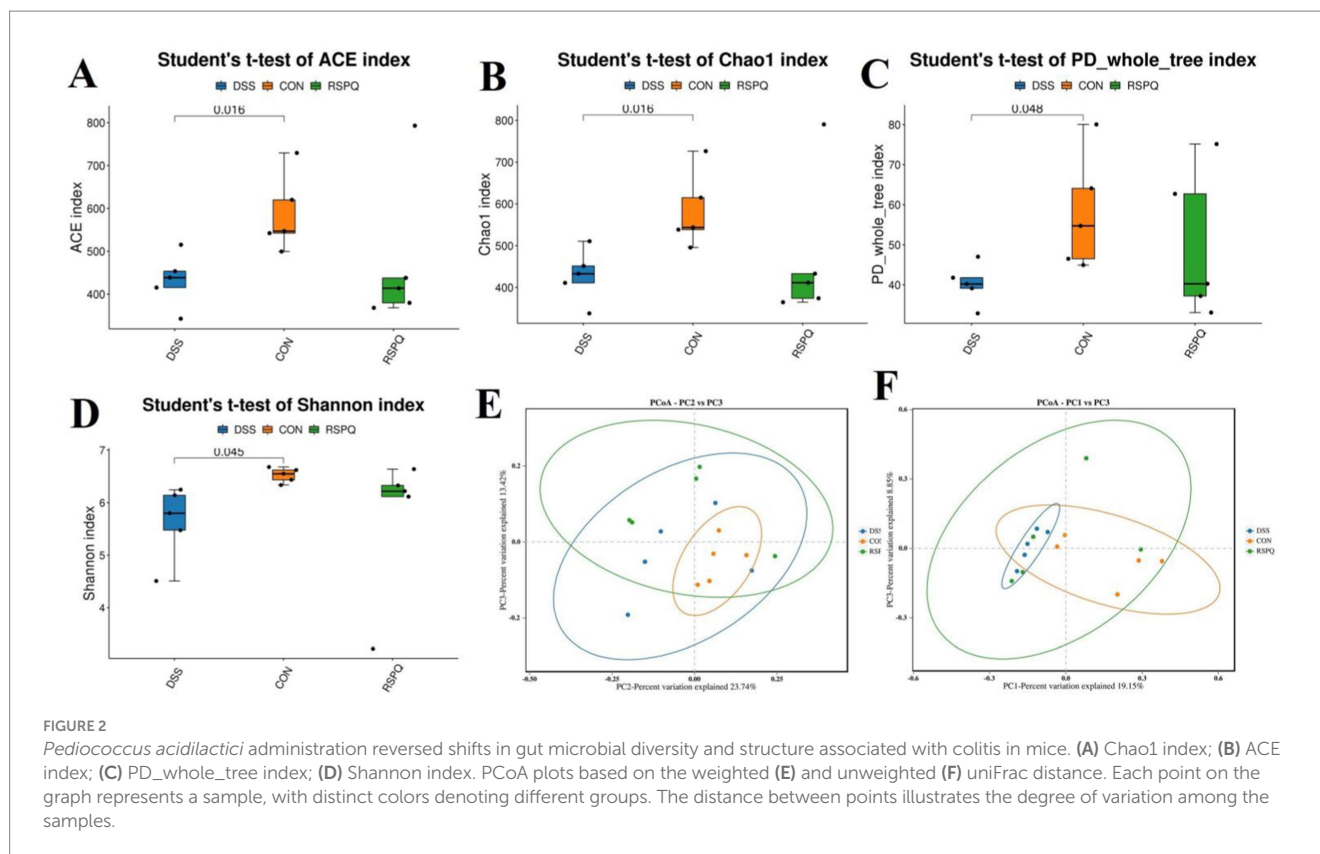 A
Student's t-test of ACE index
DSS CON RSPQ
0.016
800
700
600
500
400
ACE index
DSS
CON
RSPQ
B
Student's t-test of Chao1 index
DSS CON RSPQ
0.016
800
700
600
500
400
Chao1 index
DSS
CON
RSPQ
C
Student's t-test of PD_whole_tree index
DSS CON RSPQ
0.048
80
70
60
50
40
PD_whole_tree index
DSS
CON
RSPQ
D
Student's t-test of Shannon index
DSS CON RSPQ
0.045
7
6
5
4
Shannon index
DSS
CON
RSPQ
E
PCoA - PC2 vs PC3
0.2
0.0
-0.2
PC3-Percent variation explained 13.42%
-0.50
-0.25
0.00
0.25
PC2-Percent variation explained 23.74%
DSS
CO
RS
F
PCoA - PC1 vs PC3
0.6
0.3
0.0
-0.3
PC3-Percent variation explained 8.85%
-0.6
-0.3
0.0
0.3
0.6
PC1-Percent variation explained 19.15%
DSS
CON
RSPQ
FIGURE 2
Pediococcus acidilactici administration reversed shifts in gut microbial diversity and structure associated with colitis in mice. (A) Chao1 index; (B) ACE
index; (C) PD_whole_tree index; (D) Shannon index. PCoA plots based on the weighted (E) and unweighted (F) uniFrac distance. Each point on the
graph represents a sample, with distinct colors denoting different groups. The distance between points illustrates the degree of variation among the
samples.